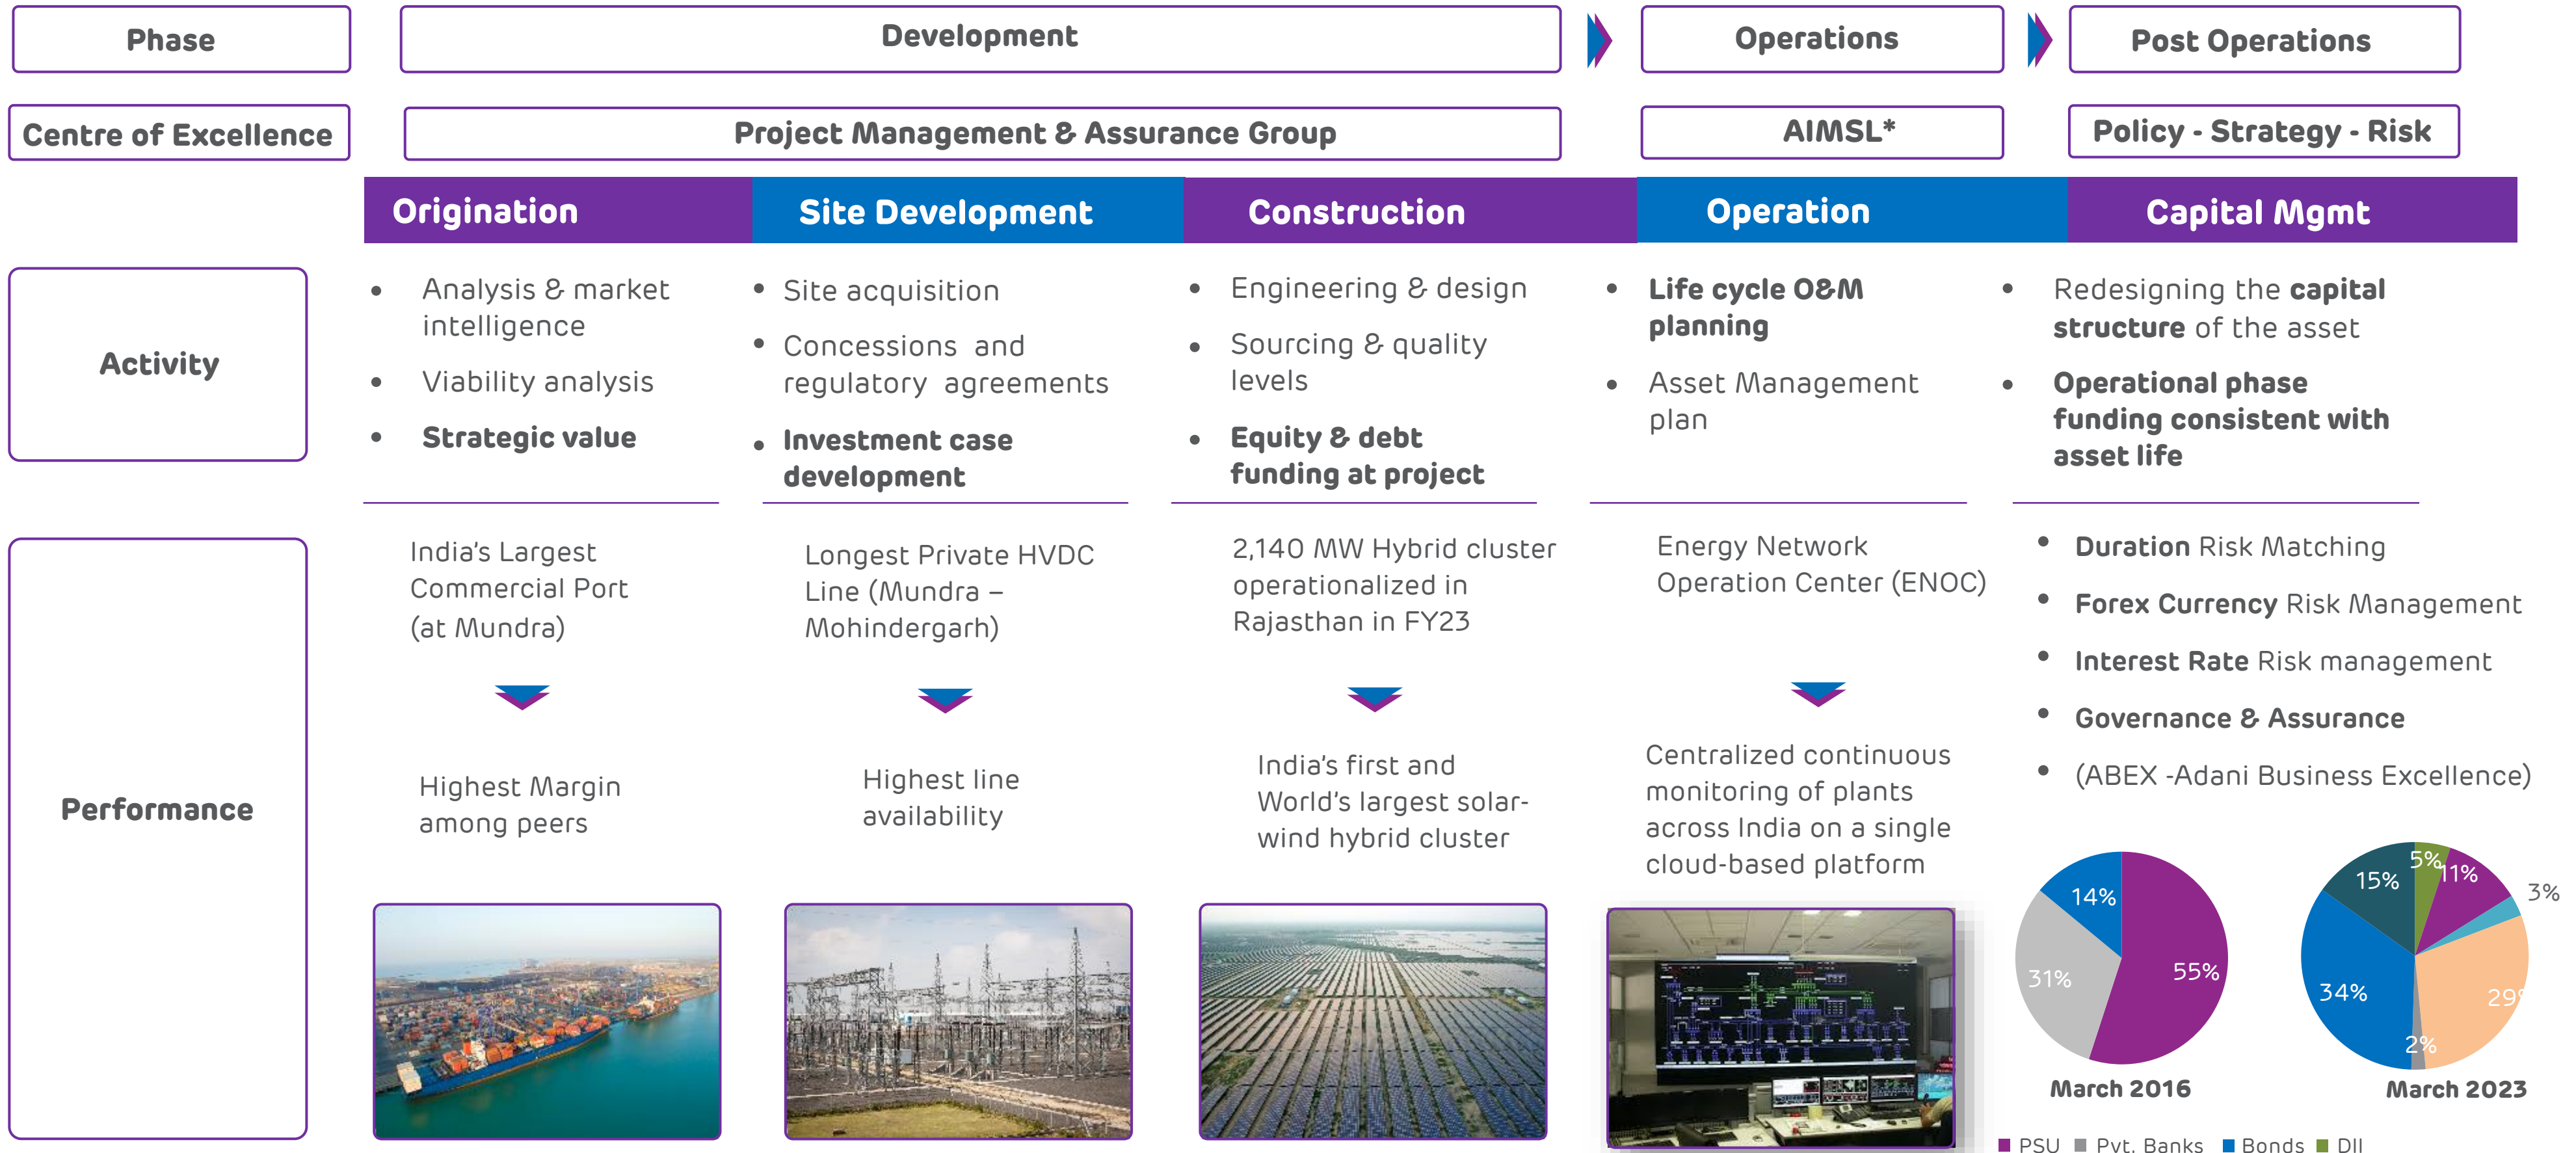 Phase
Development
Operations
Post Operations
Centre of Excellence
Project Management & Assurance Group
AIMSL*
Policy - Strategy - Risk
Origination
Site Development
Construction
Operation
Capital Mgmt
Activity
• Analysis & market
intelligence
• Viability analysis
• Strategic value
• Site acquisition
• Concessions and
regulatory agreements
• Investment case
development
• Engineering & design
• Sourcing & quality
levels
• Equity & debt
funding at project
• Life cycle O&M
planning
• Asset Management
plan
• Redesigning the capital
structure of the asset
• Operational phase
funding consistent with
asset life
Performance
India's Largest
Commercial Port
(at Mundra)
Highest Margin
among peers
Longest Private HVDC
Line (Mundra –
Mohindergarh)
Highest line
availability
2,140 MW Hybrid cluster
operationalized in
Rajasthan in FY23
India's first and
World's largest solar-
wind hybrid cluster
Energy Network
Operation Center (ENOC)
Centralized continuous
monitoring of plants
across India on a single
cloud-based platform
• Duration Risk Matching
• Forex Currency Risk Management
• Interest Rate Risk management
• Governance & Assurance
• (ABEX -Adani Business Excellence)
14%
31%
55%
March 2016
5%
11%
3%
15%
29
34%
2%
March 2023
PSU
Pvt. Banks
Bonds
DII